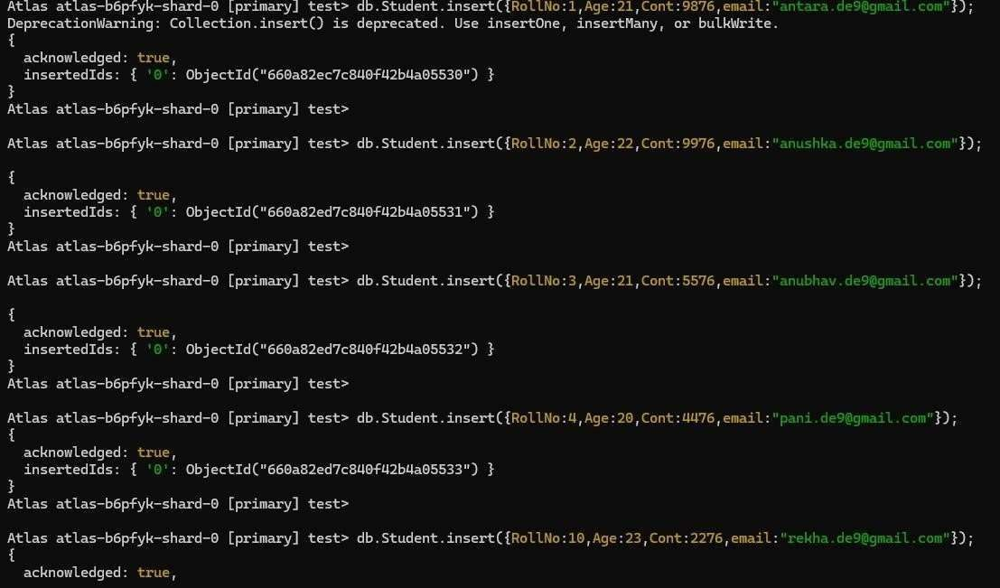 Atlas atlas-b6pfyk-shard-0 [primary] test> db.Student.insert({RollNo:1,Age:21,Cont:9876,email:"antara.de9@gmail.com"});
DeprecationWarning: Collection.insert() is deprecated. Use insertOne, insertMany, or bulkWrite.
{
  acknowledged: true,
  insertedIds: { '0': ObjectId("660a82ec7c840f42b4a05530") }
}
Atlas atlas-b6pfyk-shard-0 [primary] test>
Atlas atlas-b6pfyk-shard-0 [primary] test> db.Student.insert({RollNo:2,Age:22,Cont:9976,email:"anushka.de9@gmail.com"});
{
  acknowledged: true,
  insertedIds: { '0': ObjectId("660a82ed7c840f42b4a05531") }
}
Atlas atlas-b6pfyk-shard-0 [primary] test>
Atlas atlas-b6pfyk-shard-0 [primary] test> db.Student.insert({RollNo:3,Age:21,Cont:5576,email:"anubhav.de9@gmail.com"});
{
  acknowledged: true,
  insertedIds: { '0': ObjectId("660a82ed7c840f42b4a05532") }
}
Atlas atlas-b6pfyk-shard-0 [primary] test>
Atlas atlas-b6pfyk-shard-0 [primary] test> db.Student.insert({RollNo:4,Age:20,Cont:4476,email:"pani.de9@gmail.com"});
{
  acknowledged: true,
  insertedIds: { '0': ObjectId("660a82ed7c840f42b4a05533") }
}
Atlas atlas-b6pfyk-shard-0 [primary] test>
Atlas atlas-b6pfyk-shard-0 [primary] test> db.Student.insert({RollNo:10,Age:23,Cont:2276,email:"rekha.de9@gmail.com"});
{
  acknowledged: true,